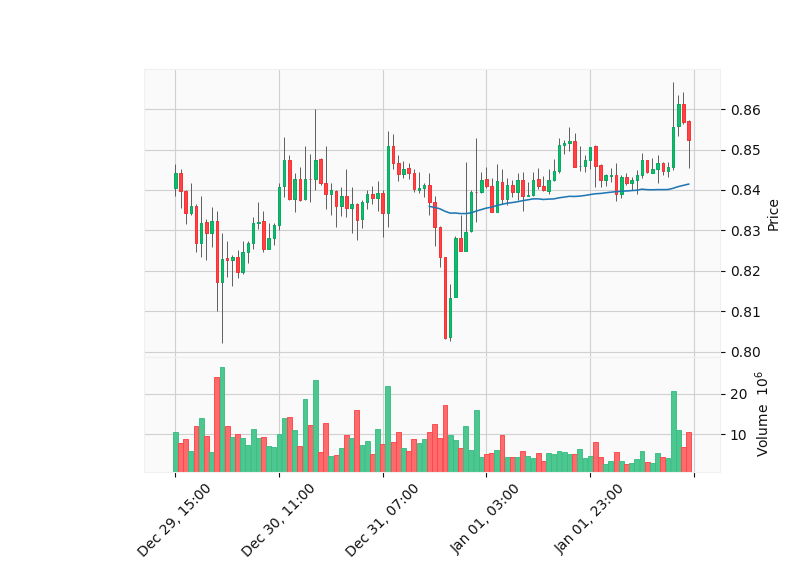 0.86
0.85
0.84
0.83
0.82
0.81
0.80
Price
20
10
Volume 10^6
Dec 29, 15:00
Dec 30, 11:00
Dec 31, 07:00
Jan 01, 03:00
Jan 01, 23:00